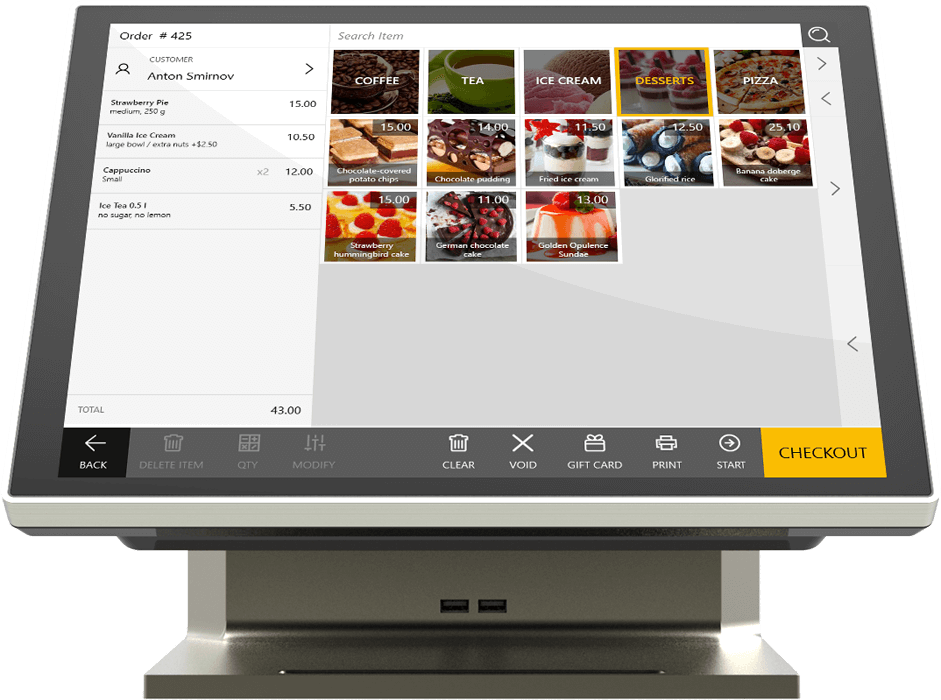 Order # 425
Search Item
CUSTOMER
Anton Smirnov
Strawberry Pie 15.00
medium, 250 g
Vanilla Ice Cream 10.50
large bowl / extra nuts +$2.50
Cappuccino x2 12.00
Small
Ice Tea 0.5 l 5.50
no sugar, no lemon
TOTAL 43.00
COFFEE TEA ICE CREAM DESSERTS PIZZA
15.00 14.00 11.50 12.50 25.10
Chocolate-covered
potato chips
Chocolate pudding
Fried ice cream
Glorified rice
Banana doberge
cake
15.00 11.00 13.00
Strawberry
hummingbird cake
German chocolate
cake
Golden Opulence
Sundae
BACK DELETE ITEM QTY MODIFY CLEAR VOID GIFT CARD PRINT START CHECKOUT